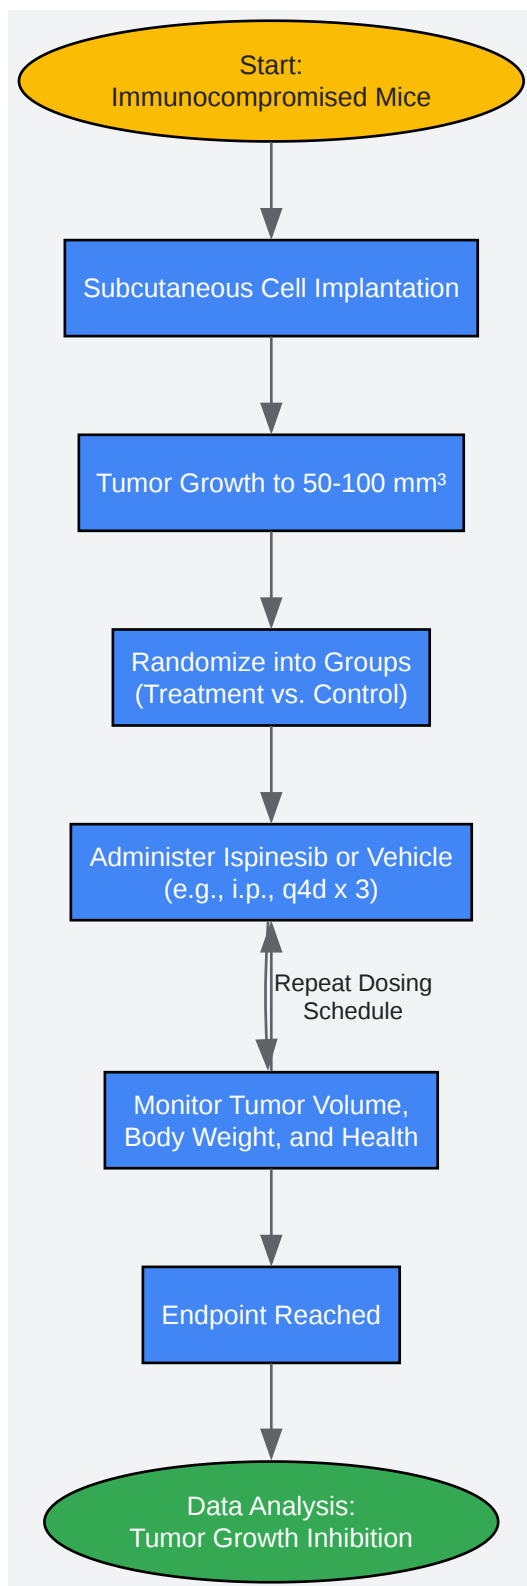 Start:
Immunocompromised Mice
Subcutaneous Cell Implantation
Tumor Growth to 50-100 mm³
Randomize into Groups
(Treatment vs. Control)
Administer Ispinesib or Vehicle
(e.g., i.p., q4d x 3)
Repeat Dosing
Schedule
Monitor Tumor Volume,
Body Weight, and Health
Endpoint Reached
Data Analysis:
Tumor Growth Inhibition